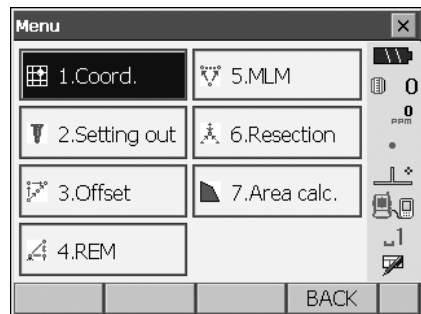 Menu
1.Coord.
5.MLM
0
0
PPM
2.Setting out
6.Resection
3.Offset
7.Area calc.
4.REM
1
BACK